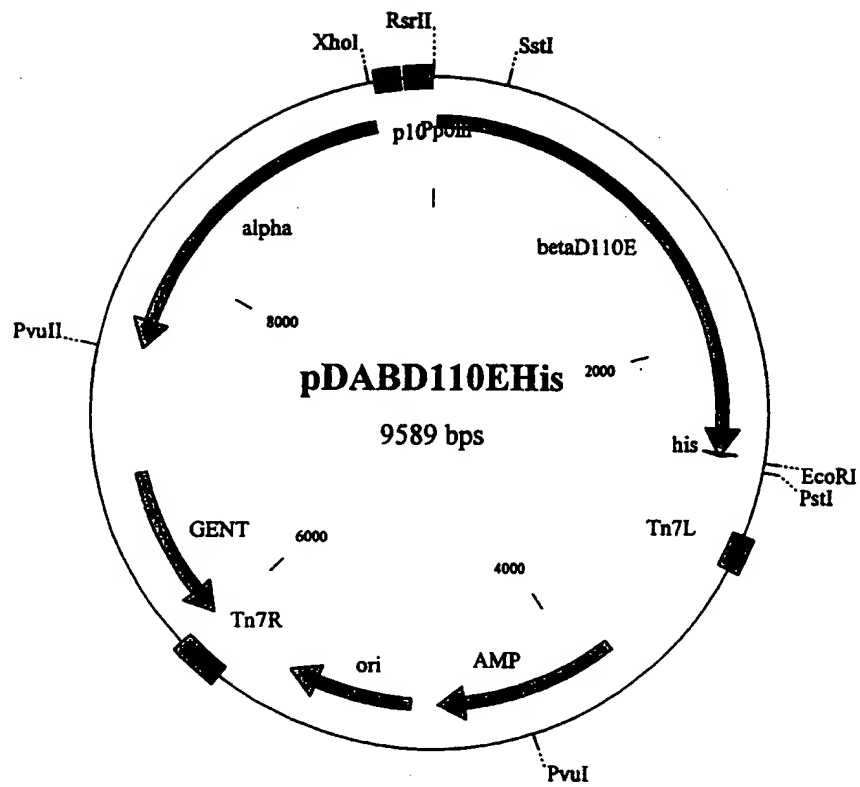 RsrII
XhoI
SstI
p10
Ppolh
alpha
betaD110E
PvuII
8000
2000
pDABD110EHis
9589 bps
his
EcoRI
PstI
GENT
6000
Tn7L
4000
Tn7R
ori
AMP
PvuI